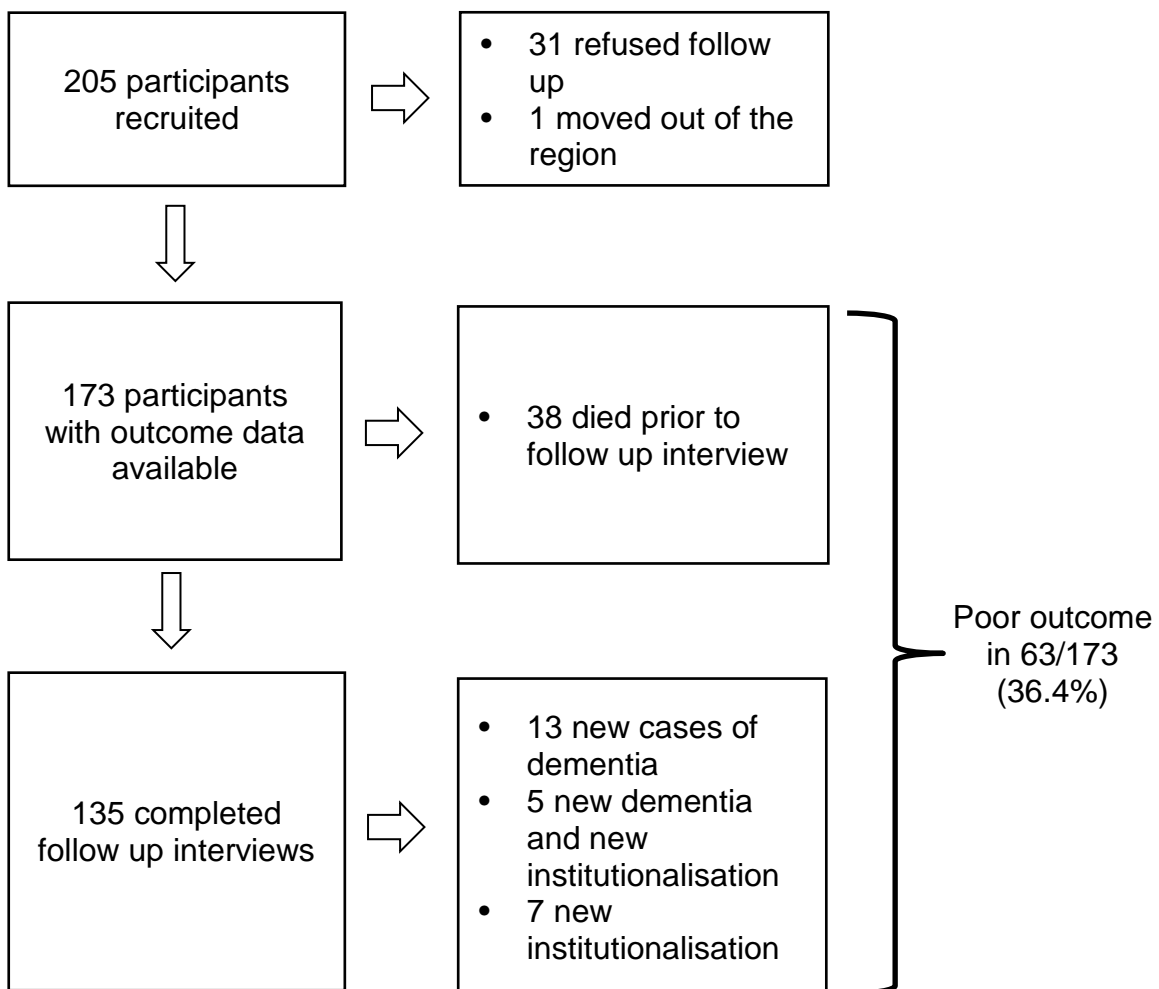 205 participants
recruited
• 31 refused follow
up
• 1 moved out of the
region
173 participants
with outcome data
available
• 38 died prior to
follow up interview
135 completed
follow up interviews
• 13 new cases of
dementia
• 5 new dementia
and new
institutionalisation
• 7 new
institutionalisation
Poor outcome
in 63/173
(36.4%)